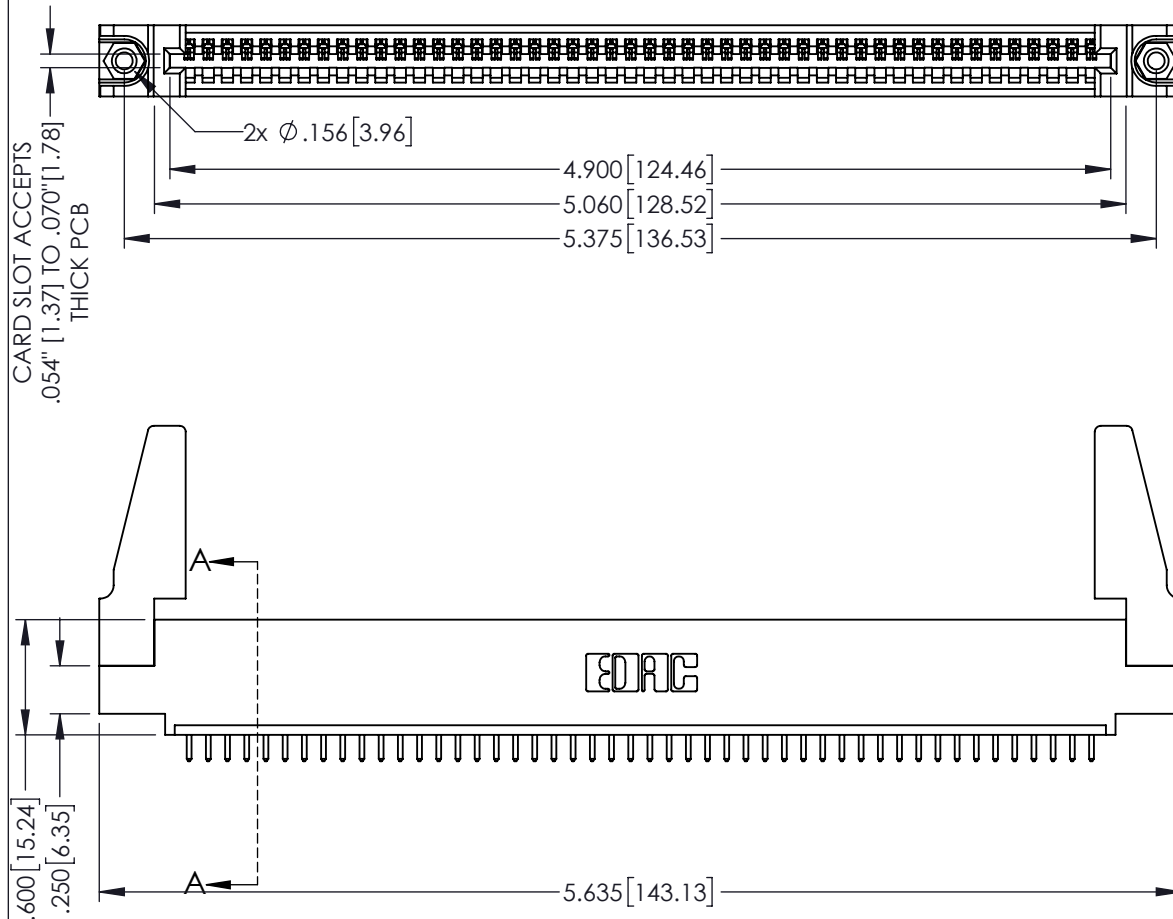 2x Ø .156[3.96]
4.900[124.46]
5.060[128.52]
5.375[136.53]
CARD SLOT ACCEPTS
.054" [1.37] TO .070"[1.78]
THICK PCB
A
EDAC
.600[15.24]
.250[6.35]
A
5.635[143.13]